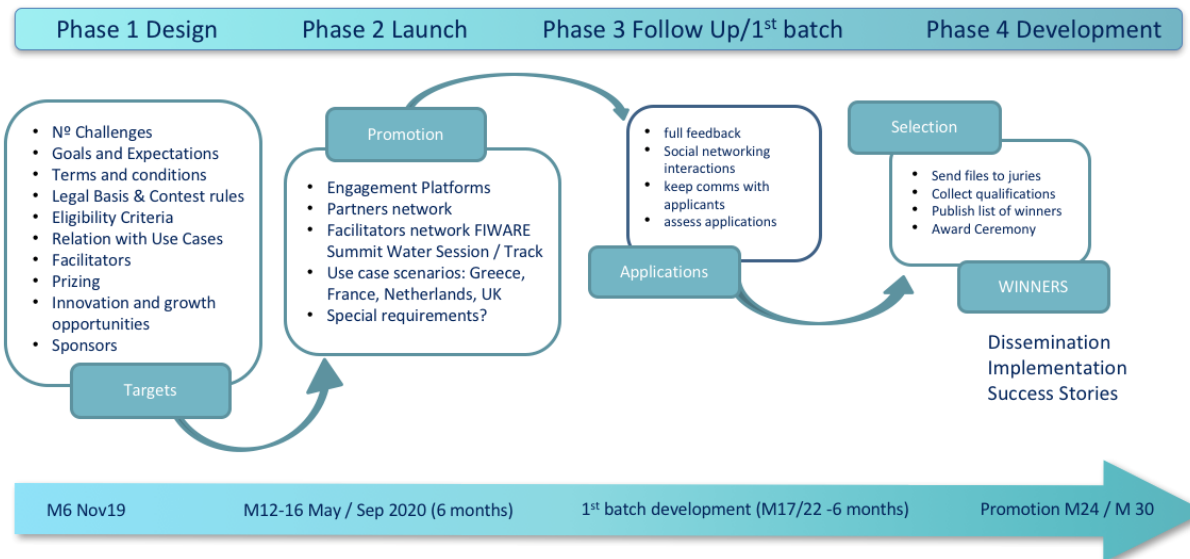 Phase 1 Design
Phase 2 Launch
Phase 3 Follow Up/1st batch
Phase 4 Development
• Nº Challenges
• Goals and Expectations
• Terms and conditions
• Legal Basis & Contest rules
• Eligibility Criteria
• Relation with Use Cases
• Facilitators
• Prizing
• Innovation and growth
opportunities
• Sponsors
Targets
Promotion
• Engagement Platforms
• Partners network
• Facilitators network FIWARE
Summit Water Session / Track
• Use case scenarios: Greece,
France, Netherlands, UK
• Special requirements?
• full feedback
• Social networking
interactions
• keep comms with
applicants
• assess applications
Applications
Selection
• Send files to juries
• Collect qualifications
• Publish list of winners
• Award Ceremony
WINNERS
Dissemination
Implementation
Success Stories
M6 Nov19
M12-16 May / Sep 2020 (6 months)
1st batch development (M17/22 -6 months)
Promotion M24 / M 30